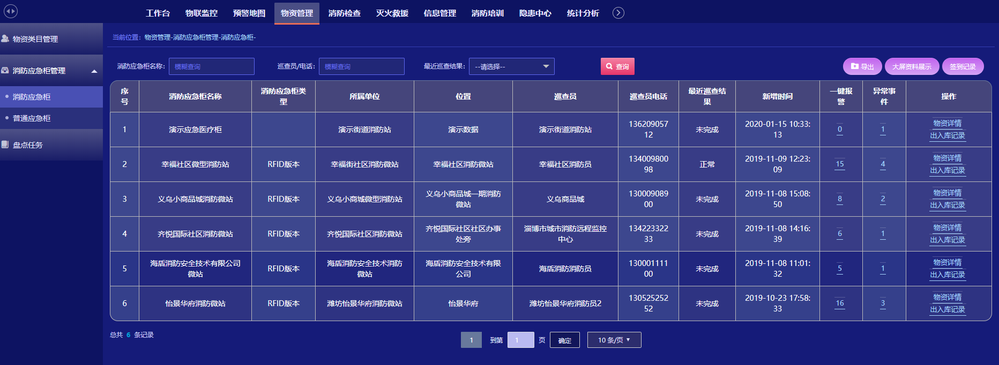 工作台 物联监控 预警地图 物资管理 消防检查 灭火救援 信息管理 消防培训 隐患中心 统计分析
物资类目管理
消防应急柜管理
消防应急柜
普通应急柜
盘点任务
当前位置：物资管理-消防应急柜管理-消防应急柜-
消防应急柜名称： 模糊查询 巡查员/电话： 模糊查询 最近巡查结果： --请选择-- 查询 导出 大屏资料展示 签到记录
序号 消防应急柜名称 消防应急柜类型 所属单位 位置 巡查员 巡查员电话 最近巡查结果 新增时间 一键报警 异常事件 操作
1 演示应急医疗柜 演示街道消防站 演示数据 演示街道消防站 13620905712 未完成 2020-01-15 10:33:13 0 1 物资详情 出入库记录
2 幸福社区微型消防站 RFID版本 幸福街社区消防微站 幸福社区消防微站 幸福社区消防员 13400980098 正常 2019-11-09 12:23:09 15 4 物资详情 出入库记录
3 义乌小商品城消防微站 RFID版本 义乌小商城微型消防站 义乌小商品城一期消防微站 义乌商品城 13000908900 未完成 2019-11-08 15:08:50 8 2 物资详情 出入库记录
4 齐悦国际社区消防微站 RFID版本 齐悦国际社区消防微站 齐悦国际社区社区办事处旁 淄博市城市消防远程监控中心 13422333233 未完成 2019-11-08 14:16:39 6 1 物资详情 出入库记录
5 海盾消防安全技术有限公司微站 RFID版本 海盾消防安全技术消防微站 海盾消防安全技术有限公司 海盾消防消防员 13000111100 未完成 2019-11-08 11:01:32 5 1 物资详情 出入库记录
6 怡景华府消防微站 RFID版本 潍坊怡景华府消防微站 怡景华府 潍坊怡景华府消防员2 13052525252 未完成 2019-10-23 17:58:33 16 3 物资详情 出入库记录
总共 6 条记录
1 到第 1 页 确定 10 条/页